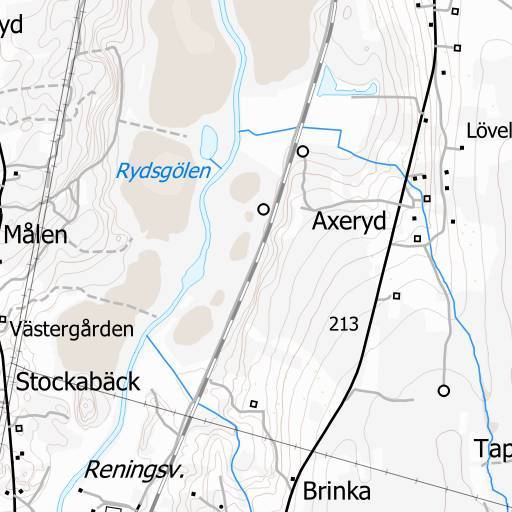 yd
Lövel
Rydsgölen
Axeryd
Målen
213
Västergården
Stockabäck
Tap
Reningsv.
Brinka